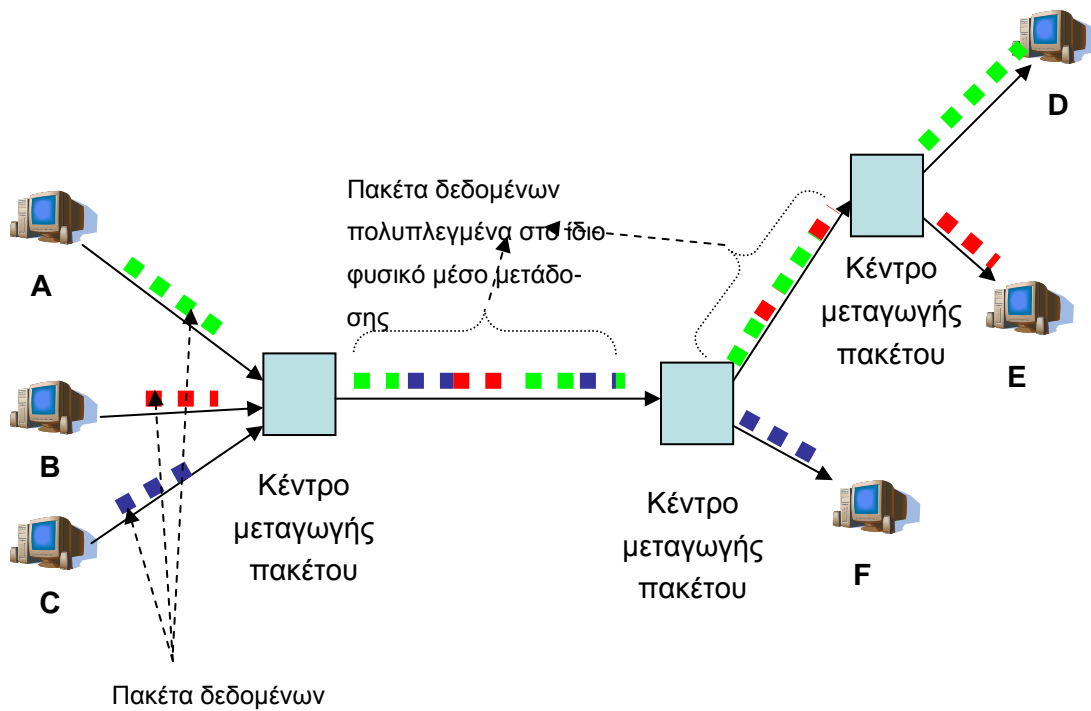 D
Πακέτα δεδομένων
πολυπλεγμένα στο ίδιο
φυσικό μέσο μετάδο-
σης
A
Κέντρο
μεταγωγής
πακέτου
E
B
Κέντρο
μεταγωγής
πακέτου
Κέντρο
μεταγωγής
πακέτου
F
C
Πακέτα δεδομένων